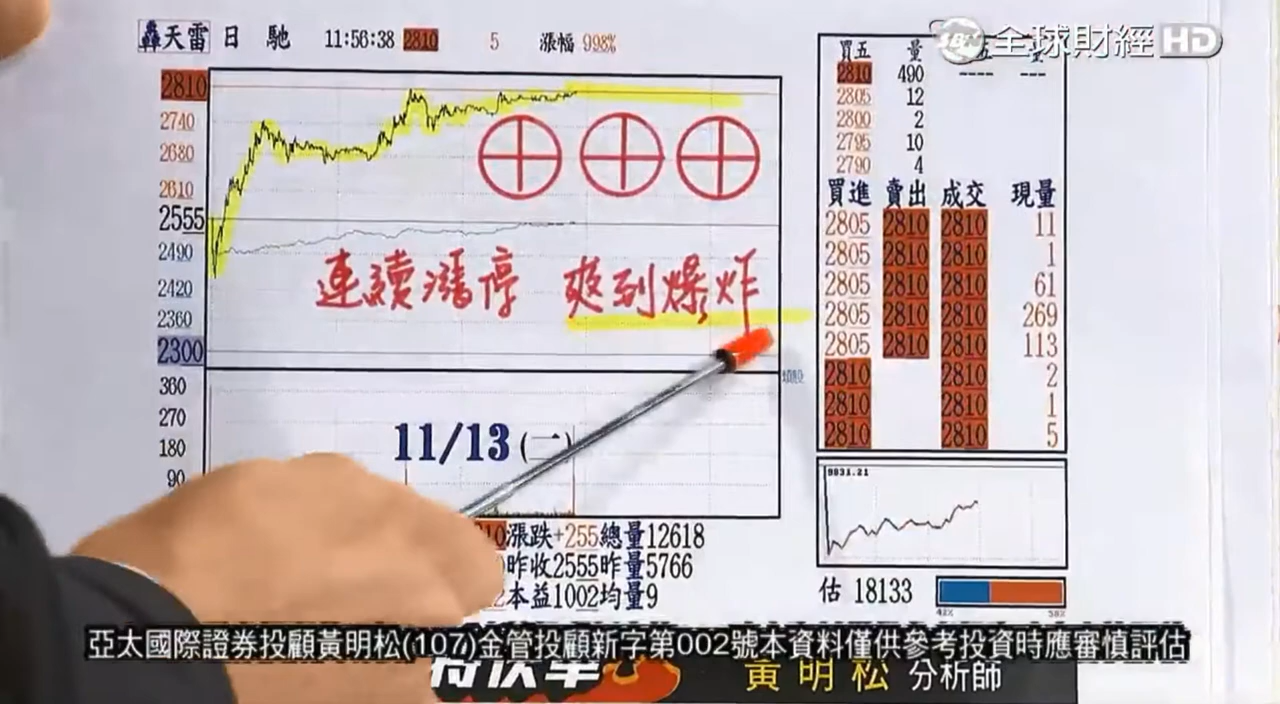 轟天雷 日 馳 11:56:38 2810 5 漲幅 998%
全球財經 HD
2810
2740
2680
2610
2555
2490
2420
2360
2300
360
270
180
90
連續漲停 爽到爆炸
11/13(二)
買五 量
2810 490 ---- ---
2805 12
2800 2
2795 10
2790 4
買進 賣出 成交 現量
2805 2810 2810 11
2805 2810 2810 1
2805 2810 2810 61
2805 2810 2810 269
2805 2810 2810 113
2810 2810 2
2810 2810 1
2810 2810 5
9831.21
估 18133
42% 58%
漲跌+255總量12618
昨收2555昨量5766
本益1002均量9
亞太國際證券投顧黃明松(107)金管投顧新字第002號本資料僅供參考投資時應審慎評估
特快車
黃明松 分析師